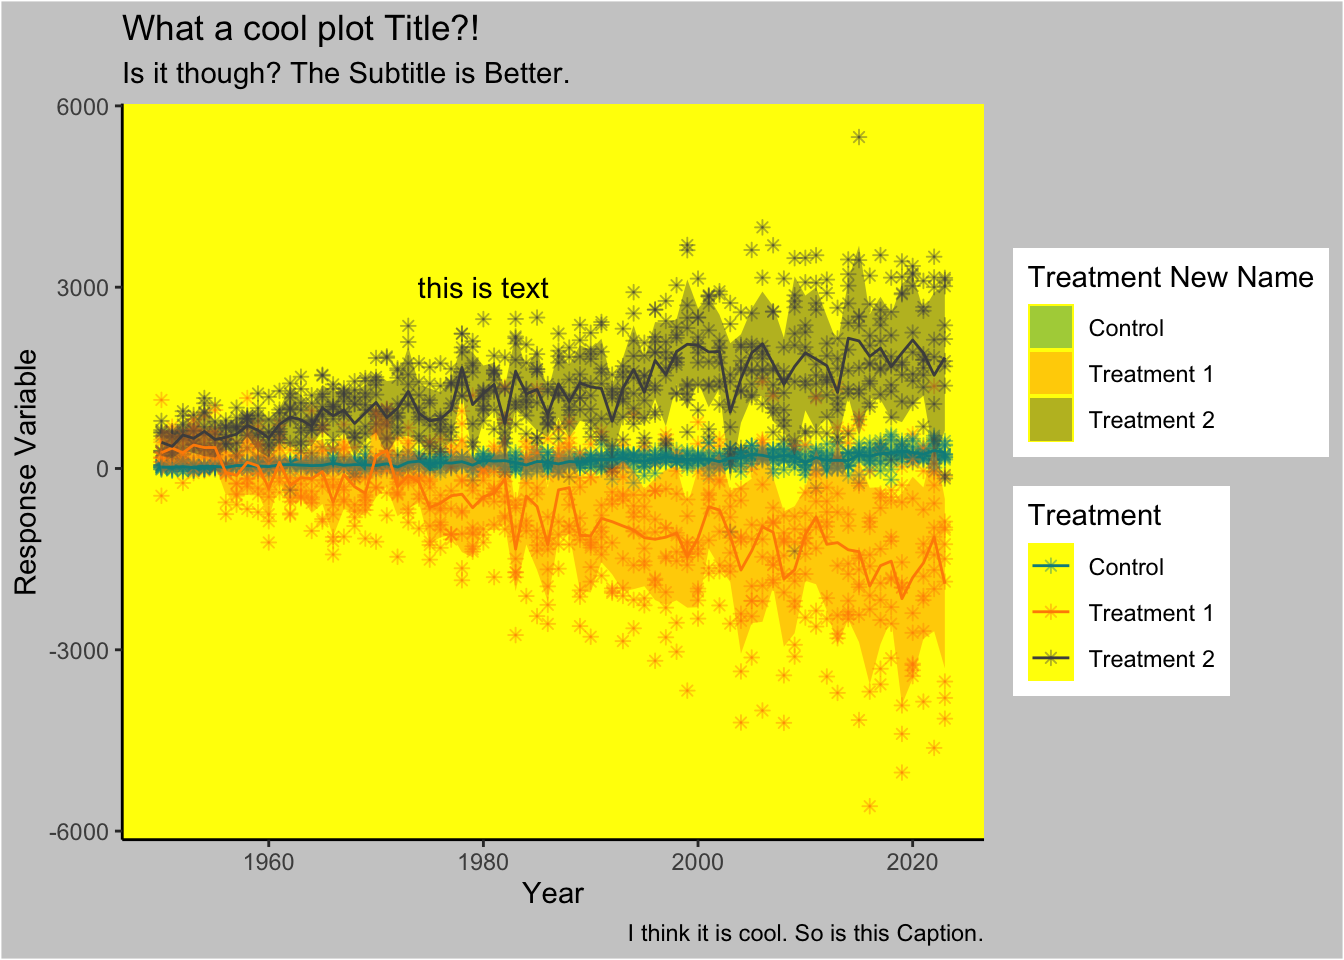 What a cool plot Title?!
Is it though? The Subtitle is Better.
6000
3000
0
-3000
-6000
Response Variable
this is text
1960
1980
2000
2020
Year
I think it is cool. So is this Caption.
Treatment New Name
Control
Treatment 1
Treatment 2
Treatment
Control
Treatment 1
Treatment 2